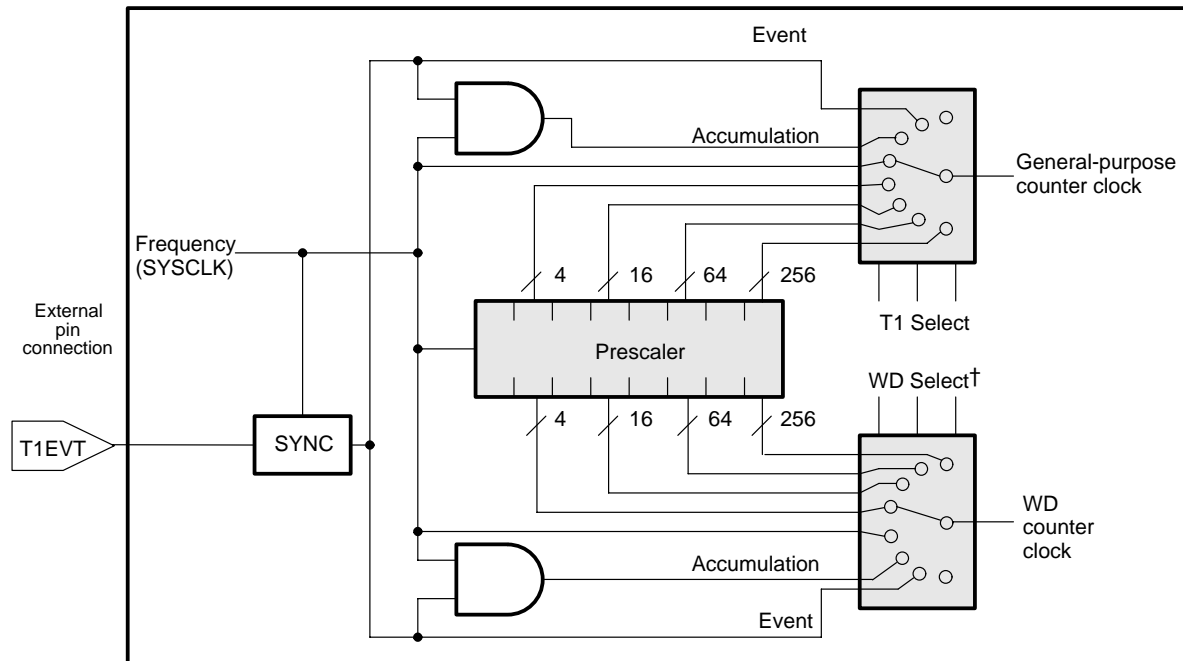 Event
Accumulation
General-purpose
counter clock
Frequency
(SYSCLK)
4
16
64
256
External
pin
connection
T1 Select
Prescaler
WD Select†
4
16
64
256
T1EVT
SYNC
WD
counter
clock
Accumulation
Event